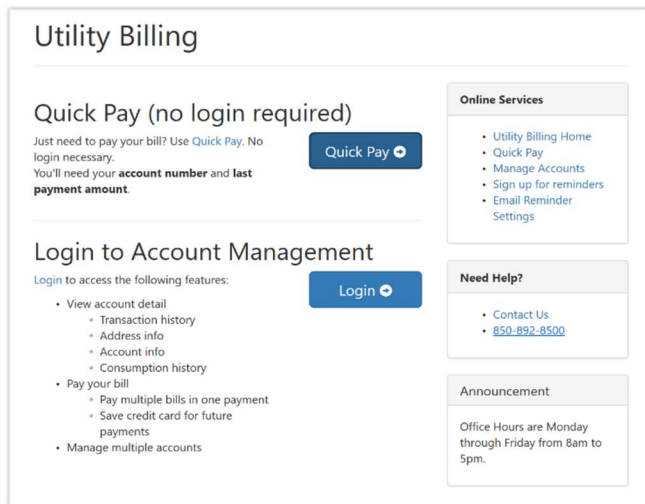 Utility Billing
Quick Pay (no login required)
Just need to pay your bill? Use Quick Pay. No
login necessary.
You'll need your account number and last
payment amount.
Quick Pay
Login to Account Management
Login to access the following features:
Login
View account detail
Transaction history
Address info
Account info
Consumption history
Pay your bill
Pay multiple bills in one payment
Save credit card for future
payments
Manage multiple accounts
Online Services
Utility Billing Home
Quick Pay
Manage Accounts
Sign up for reminders
Email Reminder
Settings
Need Help?
Contact Us
850-892-8500
Announcement
Office Hours are Monday
through Friday from 8am to
5pm.